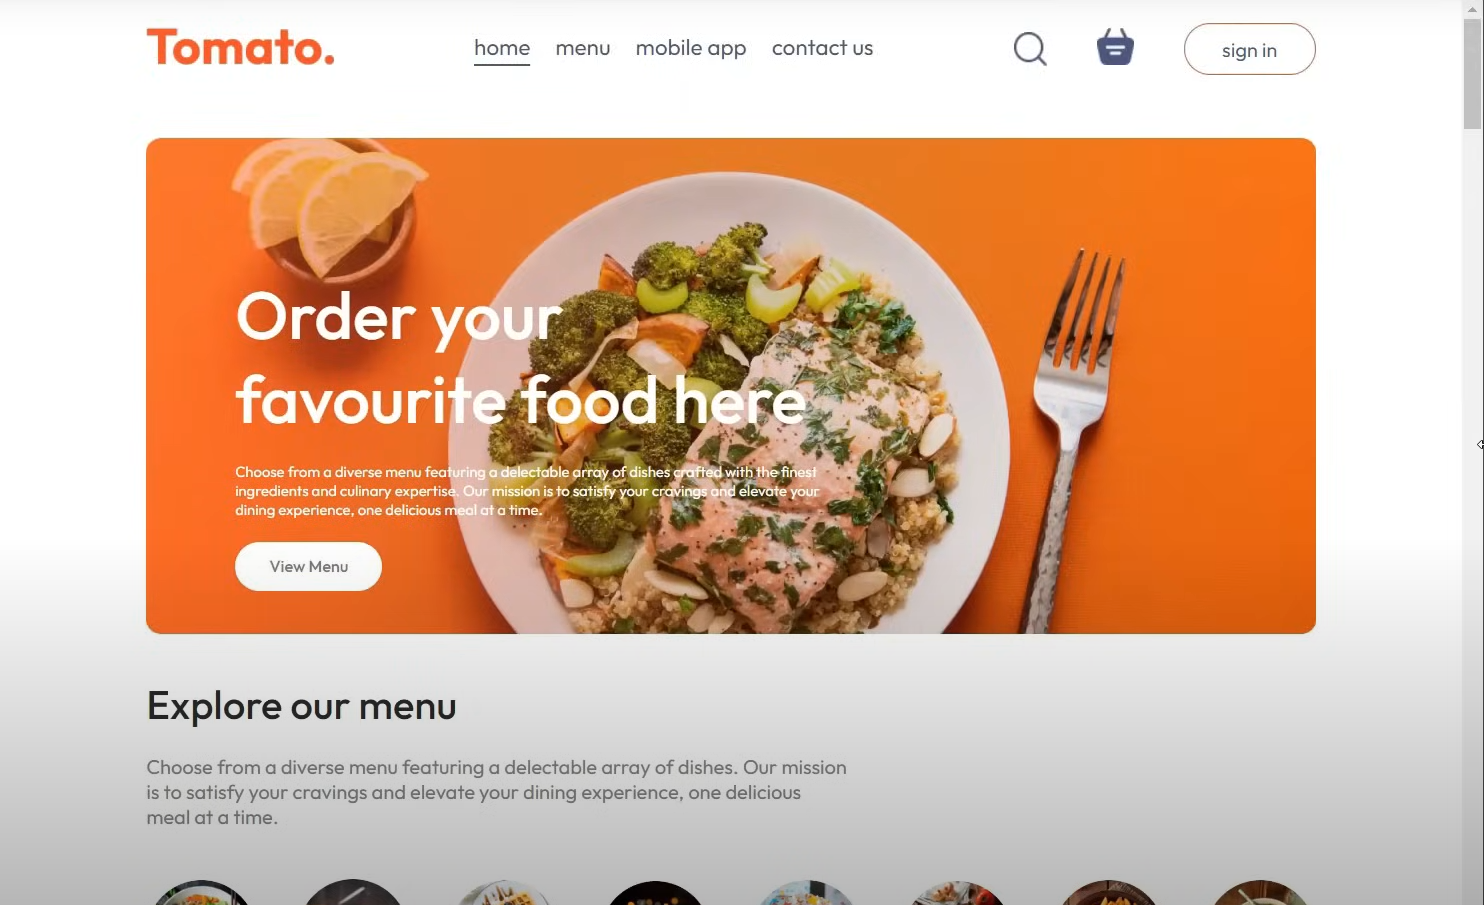 Tomato.
home menu mobile app contact us
sign in
Order your
favourite food here
Choose from a diverse menu featuring a delectable array of dishes crafted with the finest
ingredients and culinary expertise. Our mission is to satisfy your cravings and elevate your
dining experience, one delicious meal at a time.
View Menu
Explore our menu
Choose from a diverse menu featuring a delectable array of dishes. Our mission
is to satisfy your cravings and elevate your dining experience, one delicious
meal at a time.